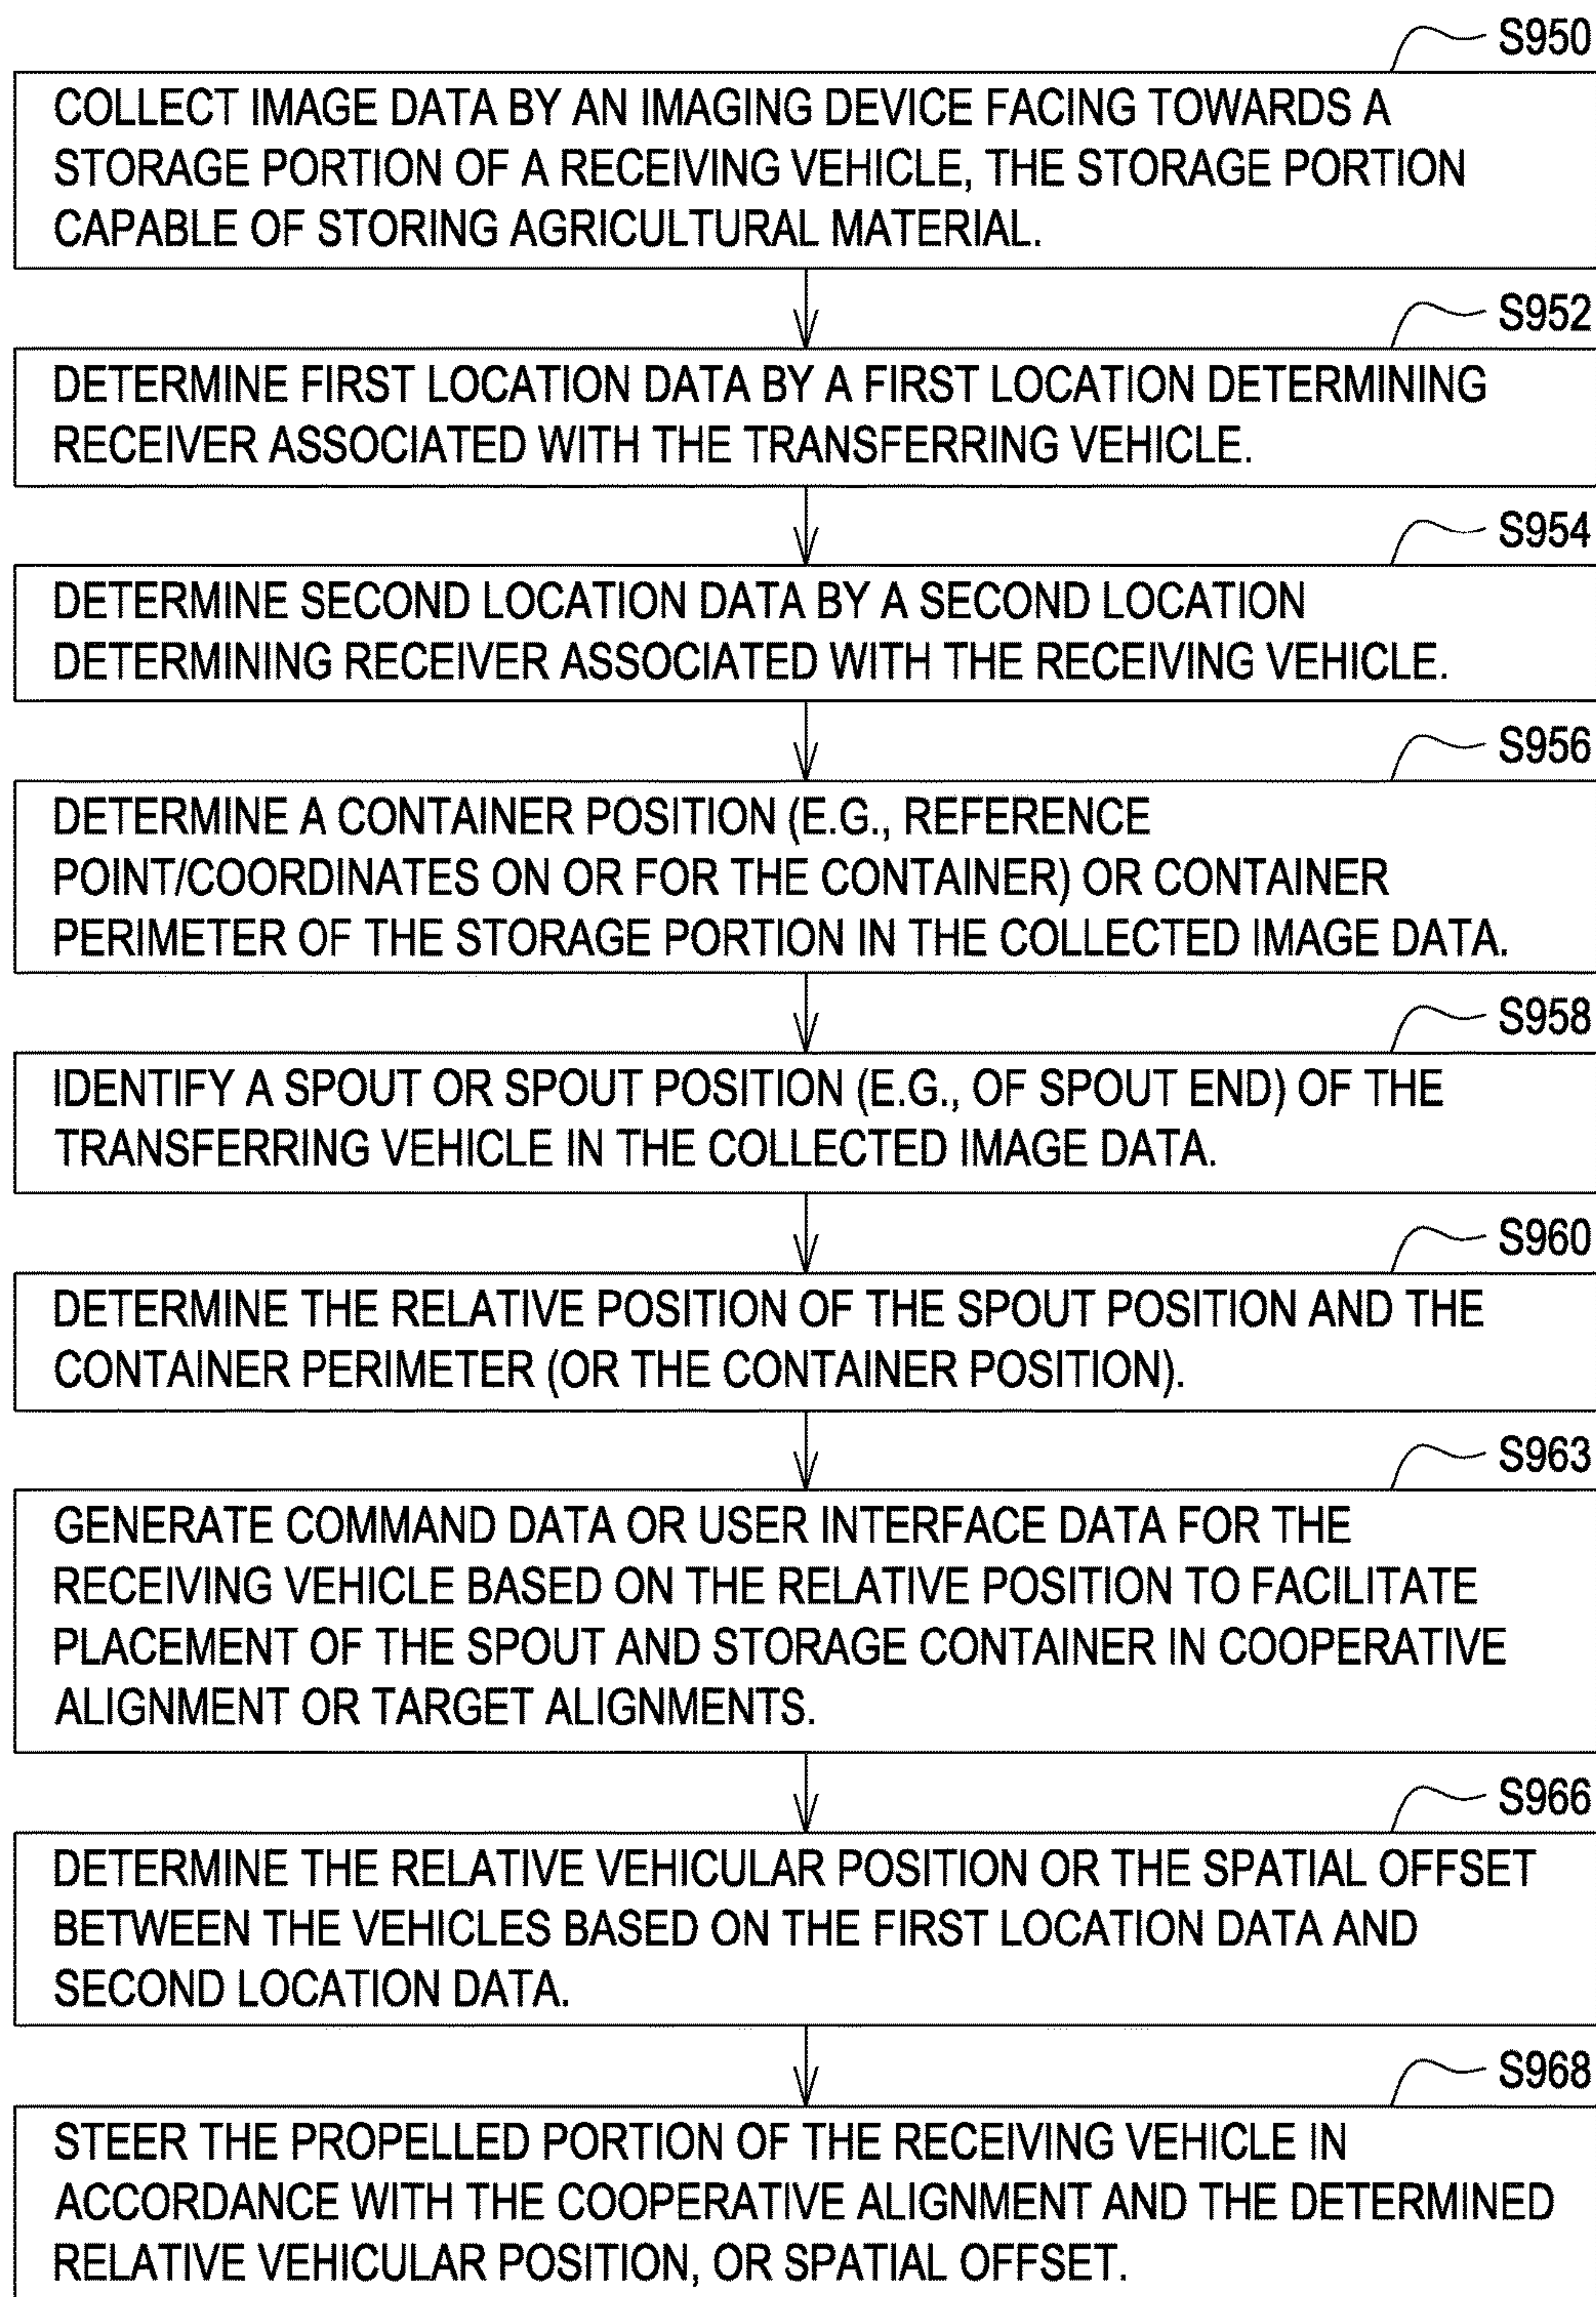 S950
COLLECT IMAGE DATA BY AN IMAGING DEVICE FACING TOWARDS A
STORAGE PORTION OF A RECEIVING VEHICLE, THE STORAGE PORTION
CAPABLE OF STORING AGRICULTURAL MATERIAL.
S952
DETERMINE FIRST LOCATION DATA BY A FIRST LOCATION DETERMINING
RECEIVER ASSOCIATED WITH THE TRANSFERRING VEHICLE.
S954
DETERMINE SECOND LOCATION DATA BY A SECOND LOCATION
DETERMINING RECEIVER ASSOCIATED WITH THE RECEIVING VEHICLE.
S956
DETERMINE A CONTAINER POSITION (E.G., REFERENCE
POINT/COORDINATES ON OR FOR THE CONTAINER) OR CONTAINER
PERIMETER OF THE STORAGE PORTION IN THE COLLECTED IMAGE DATA.
S958
IDENTIFY A SPOUT OR SPOUT POSITION (E.G., OF SPOUT END) OF THE
TRANSFERRING VEHICLE IN THE COLLECTED IMAGE DATA.
S960
DETERMINE THE RELATIVE POSITION OF THE SPOUT POSITION AND THE
CONTAINER PERIMETER (OR THE CONTAINER POSITION).
S963
GENERATE COMMAND DATA OR USER INTERFACE DATA FOR THE
RECEIVING VEHICLE BASED ON THE RELATIVE POSITION TO FACILITATE
PLACEMENT OF THE SPOUT AND STORAGE CONTAINER IN COOPERATIVE
ALIGNMENT OR TARGET ALIGNMENTS.
S966
DETERMINE THE RELATIVE VEHICULAR POSITION OR THE SPATIAL OFFSET
BETWEEN THE VEHICLES BASED ON THE FIRST LOCATION DATA AND
SECOND LOCATION DATA.
S968
STEER THE PROPELLED PORTION OF THE RECEIVING VEHICLE IN
ACCORDANCE WITH THE COOPERATIVE ALIGNMENT AND THE DETERMINED
RELATIVE VEHICULAR POSITION, OR SPATIAL OFFSET.